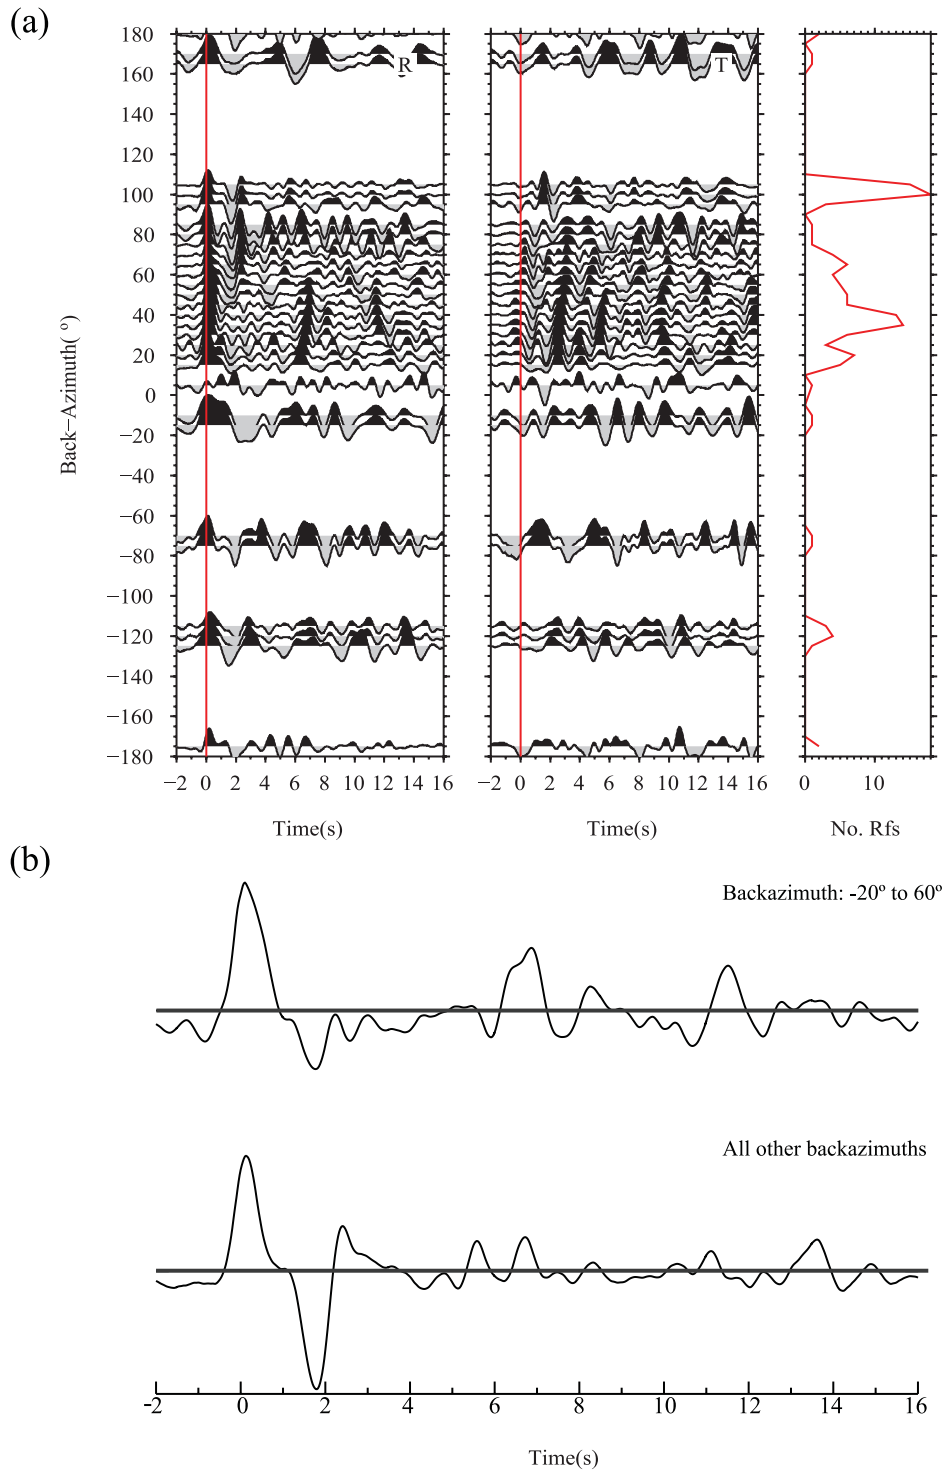 (a)
Back−Azimuth( º)
180
160
140
120
100
80
60
40
20
0
−20
−40
−60
−80
−100
−120
−140
−160
−180
R
T
−2 0 2 4 6 8 10 12 14 16
−2 0 2 4 6 8 10 12 14 16
10
Time(s)
Time(s)
No. Rfs
(b)
Backazimuth: -20º to 60º
All other backazimuths
-2 0 2 4 6 8 10 12 14 16
Time(s)